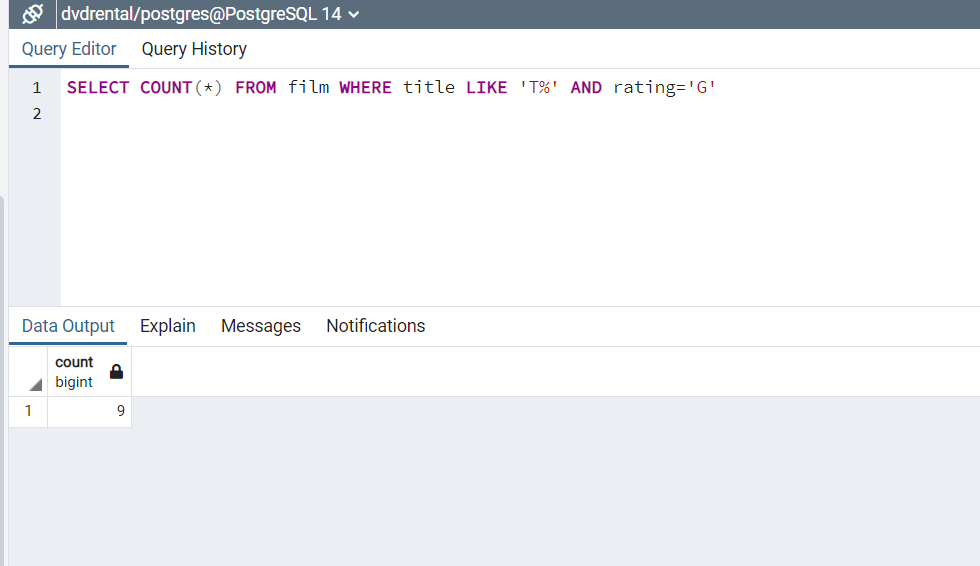 dvdrental/postgres@PostgreSQL 14
Query Editor Query History
1 SELECT COUNT(*) FROM film WHERE title LIKE 'T%' AND rating='G'
2
Data Output Explain Messages Notifications
count
bigint
1 9